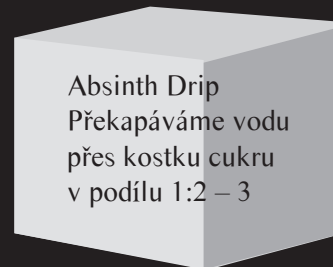 Absinth Drip
Překapáváme vodu
přes kostku cukru
v podílu 1:2 – 3